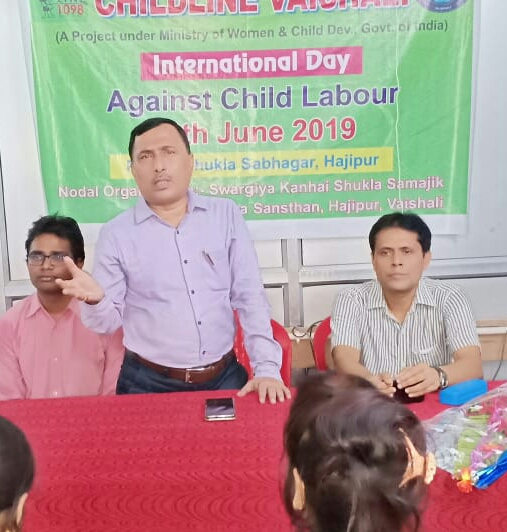 1098
CHILDLINE VAISHALI
(A Project under Ministry of Women & Child Dev., Govt. of India)
International Day
Against Child Labour
th June 2019
Shukla Sabhagar, Hajipur
Nodal Swargiya Kanhai Shukla Samajik
Sansthan, Hajipur, Vaishali